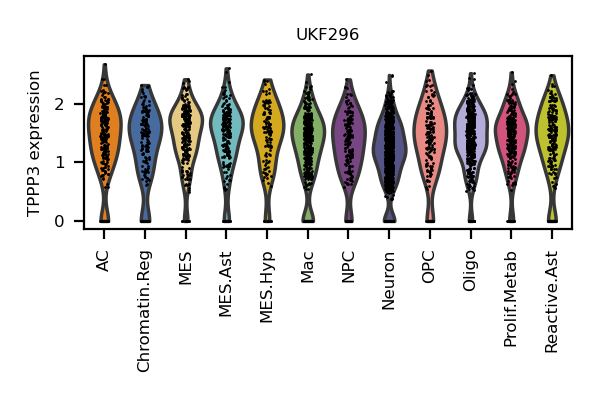 UKF296
TPPP3 expression
2
1
0
AC
Chromatin.Reg
MES
MES.Ast
MES.Hyp
Mac
NPC
Neuron
OPC
Oligo
Prolif.Metab
Reactive.Ast